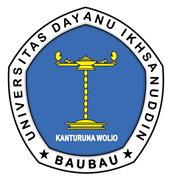 UNIVERSITAS DAYANU IKHSANUDDIN
KANTURUNA WOLIO
BAUBAU